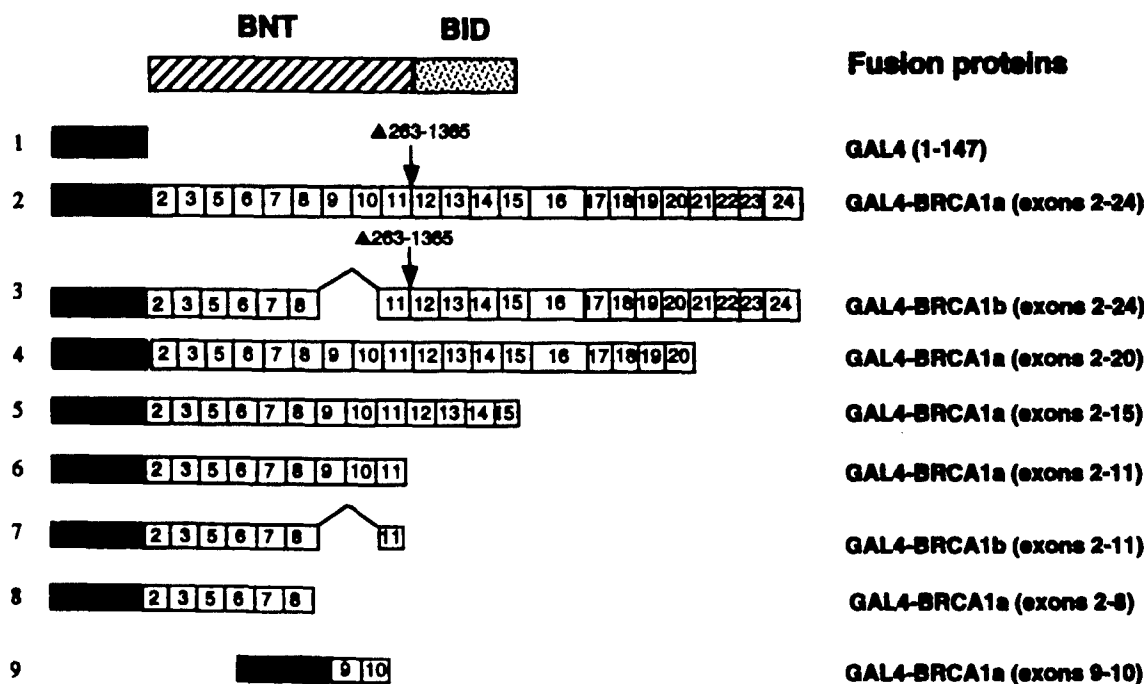 BNT BID
Fusion proteins
▲263-1365
1 GAL4 (1-147)
2 2 3 5 6 7 8 9 10 11 12 13 14 15 16 17 18 19 20 21 22 23 24 GAL4-BRCA1a (exons 2-24)
▲263-1365
3 2 3 5 6 7 8 11 12 13 14 15 16 17 18 19 20 21 22 23 24 GAL4-BRCA1b (exons 2-24)
4 2 3 5 6 7 8 9 10 11 12 13 14 15 16 17 18 19 20 GAL4-BRCA1a (exons 2-20)
5 2 3 5 6 7 8 9 10 11 12 13 14 15 GAL4-BRCA1a (exons 2-15)
6 2 3 5 6 7 8 9 10 11 GAL4-BRCA1a (exons 2-11)
7 2 3 5 6 7 8 11 GAL4-BRCA1b (exons 2-11)
8 2 3 5 6 7 8 GAL4-BRCA1a (exons 2-8)
9 9 10 GAL4-BRCA1a (exons 9-10)